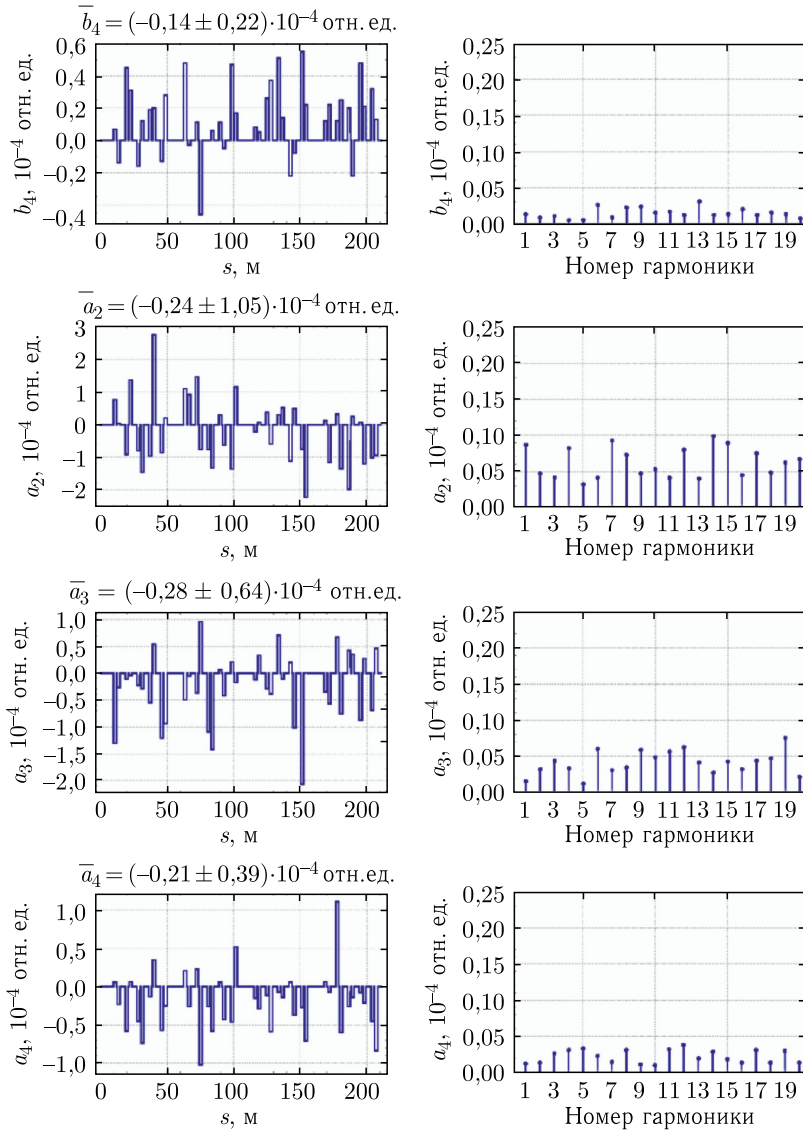 b̅₄ = (−0,14 ± 0,22)·10⁻⁴ отн. ед.
b₄, 10⁻⁴ отн. ед.
0,6
0,4
0,2
0,0
−0,2
−0,4
0 50 100 150 200
s, м
b₄, 10⁻⁴ отн.ед.
0,25
0,20
0,15
0,10
0,05
0,00
1 3 5 7 9 11 13 15 17 19
Номер гармоники
a̅₂ = (−0,24 ± 1,05)·10⁻⁴ отн. ед.
a₂, 10⁻⁴ отн. ед.
3
2
1
0
−1
−2
0 50 100 150 200
s, м
a₂, 10⁻⁴ отн. ед.
0,25
0,20
0,15
0,10
0,05
0,00
1 3 5 7 9 11 13 15 17 19
Номер гармоники
a̅₃ = (−0,28 ± 0,64)·10⁻⁴ отн.ед.
a₃, 10⁻⁴ отн. ед.
1,0
0,5
0,0
−0,5
−1,0
−1,5
−2,0
0 50 100 150 200
s, м
a₃, 10⁻⁴ отн. ед.
0,25
0,20
0,15
0,10
0,05
0,00
1 3 5 7 9 11 13 15 17 19
Номер гармоники
a̅₄ = (−0,21 ± 0,39)·10⁻⁴ отн.ед.
a₄, 10⁻⁴ отн. ед.
1,0
0,5
0,0
−0,5
−1,0
0 50 100 150 200
s, м
a₄, 10⁻⁴ отн. ед.
0,25
0,20
0,15
0,10
0,05
0,00
1 3 5 7 9 11 13 15 17 19
Номер гармоники